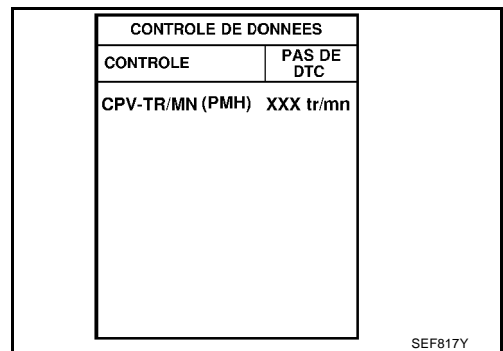 CONTROLE DE DONNEES
CONTROLE PAS DE DTC
CPV-TR/MN (PMH) XXX tr/mn
SEF817Y